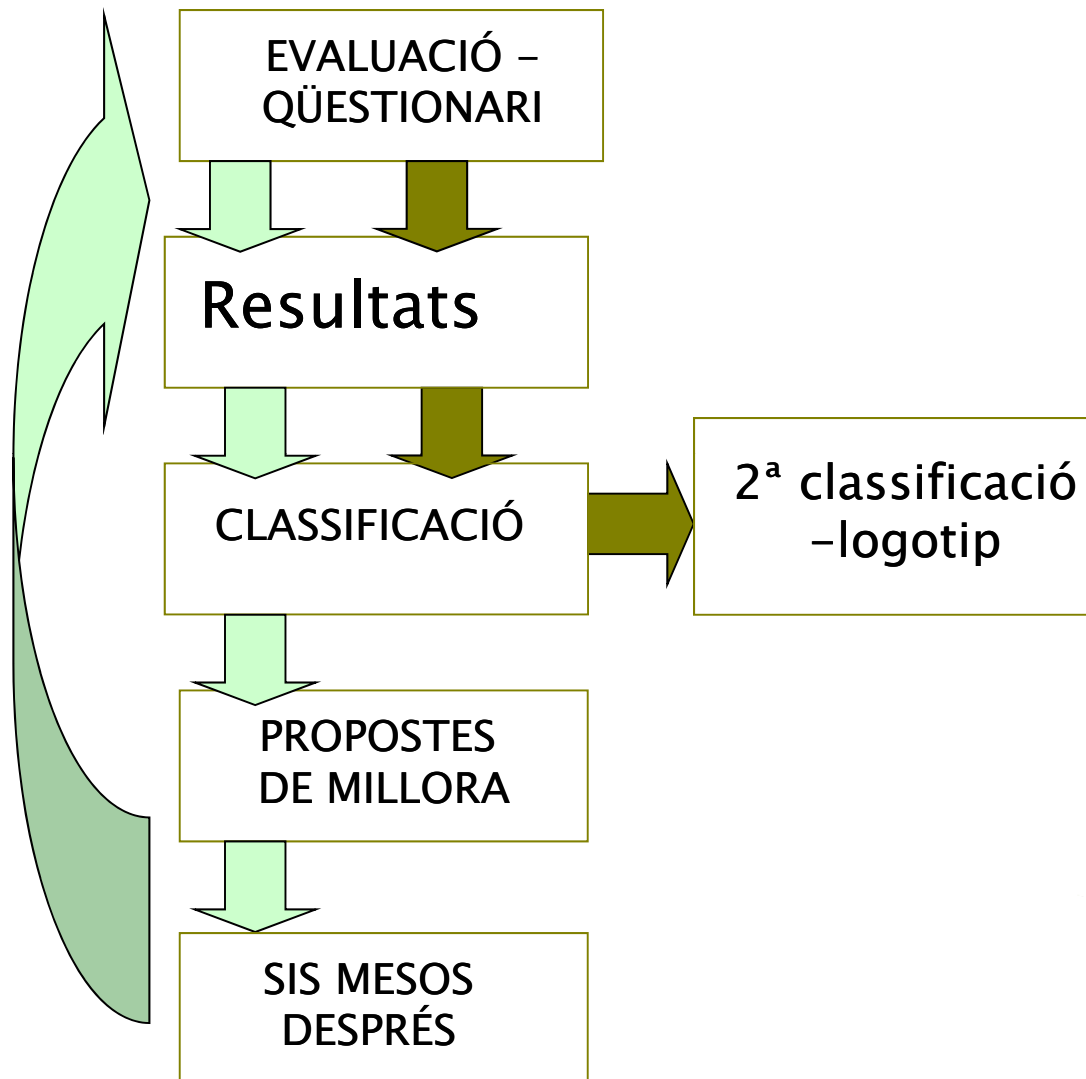 EVALUACIÓ –
QÜESTIONARI
Resultats
CLASSIFICACIÓ
2ª classificació
–logotip
PROPOSTES
DE MILLORA
SIS MESOS
DESPRÉS